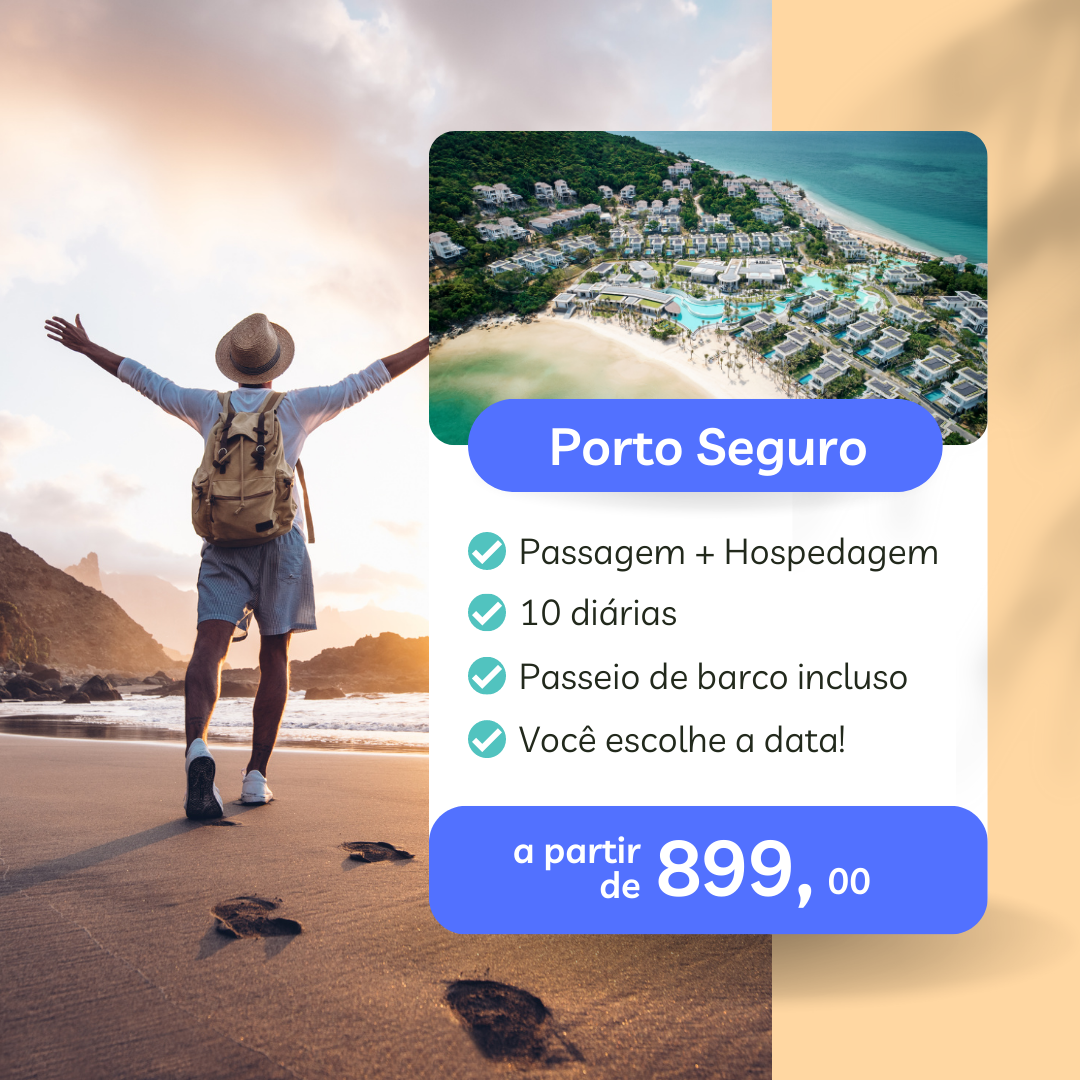 Porto Seguro
Passagem + Hospedagem
10 diárias
Passeio de barco incluso
Você escolhe a data!
a partir
de 899, 00